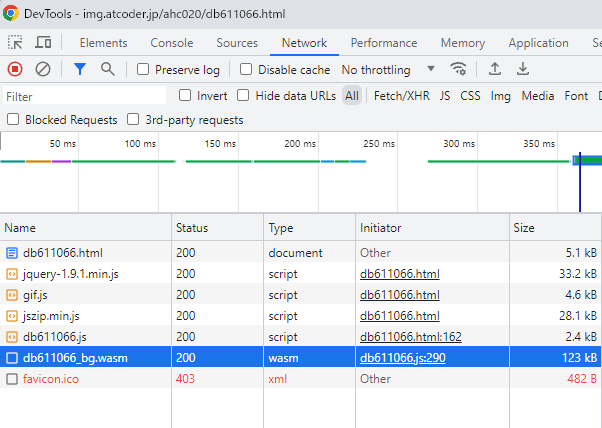 DevTools - img.atcoder.jp/ahc020/db611066.html
Elements Console Sources Network Performance Memory Application Se
Preserve log Disable cache No throttling
Filter Invert Hide data URLs All Fetch/XHR JS CSS Img Media Font D
Blocked Requests 3rd-party requests
50 ms 100 ms 150 ms 200 ms 250 ms 300 ms 350 ms
Name Status Type Initiator Size
db611066.html 200 document Other 5.1 kB
jquery-1.9.1.min.js 200 script db611066.html 33.2 kB
gif.js 200 script db611066.html 4.6 kB
jszip.min.js 200 script db611066.html 28.1 kB
db611066.js 200 script db611066.html:162 2.4 kB
db611066_bg.wasm 200 wasm db611066.js:290 123 kB
favicon.ico 403 xml Other 482 B